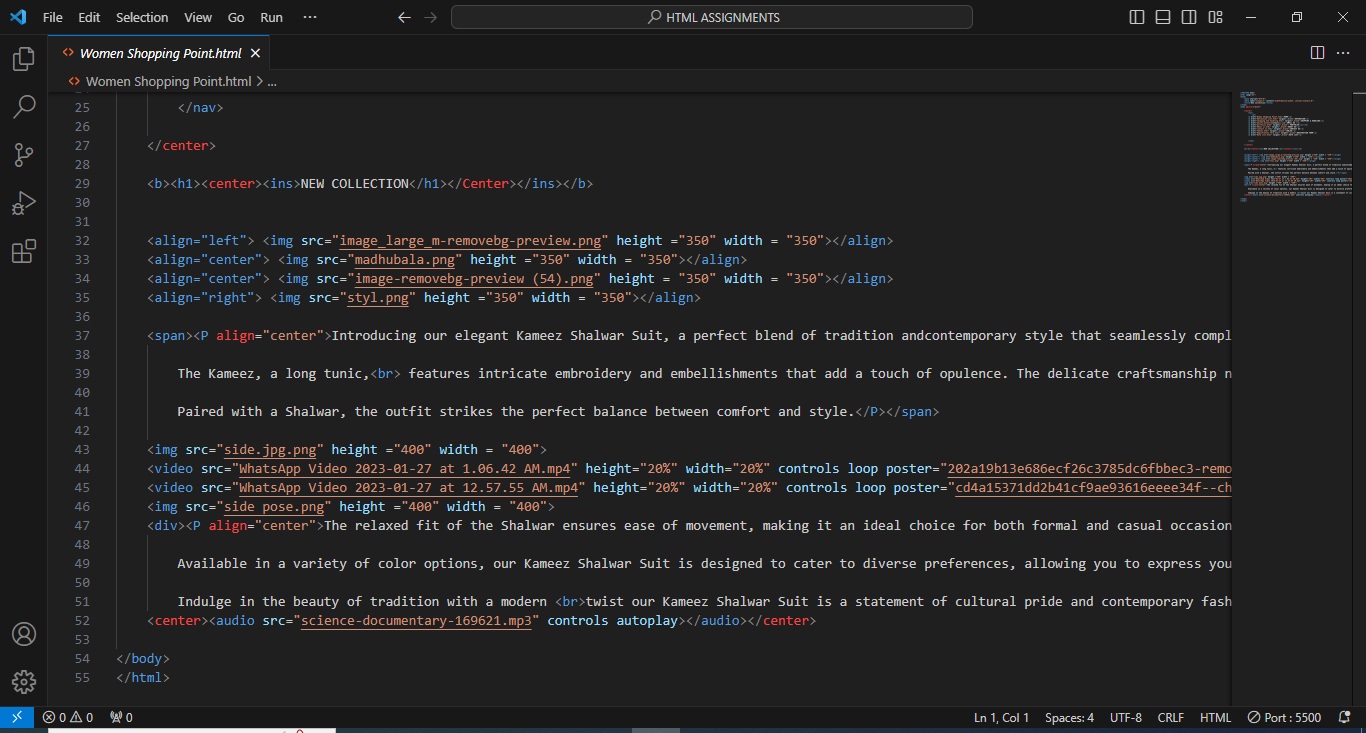 File Edit Selection View Go Run ··· HTML ASSIGNMENTS
Women Shopping Point.html
Women Shopping Point.html > ...
25 </nav>
26
27 </center>
28
29 <b><h1><center><ins>NEW COLLECTION</h1></Center></ins></b>
30
31
32 <align="left"> <img src="image_large_m-removebg-preview.png" height ="350" width = "350"></align>
33 <align="center"> <img src="madhubala.png" height ="350" width = "350"></align>
34 <align="center"> <img src="image-removebg-preview (54).png" height = "350" width = "350"></align>
35 <align="right"> <img src="styl.png" height ="350" width = "350"></align>
36
37 <span><P align="center">Introducing our elegant Kameez Shalwar Suit, a perfect blend of tradition andcontemporary style that seamlessly compl
38
39 The Kameez, a long tunic,<br> features intricate embroidery and embellishments that add a touch of opulence. The delicate craftsmanship n
40
41 Paired with a Shalwar, the outfit strikes the perfect balance between comfort and style.</P></span>
42
43 <img src="side.jpg.png" height ="400" width = "400">
44 <video src="WhatsApp Video 2023-01-27 at 1.06.42 AM.mp4" height="20%" width="20%" controls loop poster="202a19b13e686ecf26c3785dc6fbbec3-remo
45 <video src="WhatsApp Video 2023-01-27 at 12.57.55 AM.mp4" height="20%" width="20%" controls loop poster="cd4a15371dd2b41cf9ae93616eeee34f--ch
46 <img src="side pose.png" height ="400" width = "400">
47 <div><P align="center">The relaxed fit of the Shalwar ensures ease of movement, making it an ideal choice for both formal and casual occasion
48
49 Available in a variety of color options, our Kameez Shalwar Suit is designed to cater to diverse preferences, allowing you to express you
50
51 Indulge in the beauty of tradition with a modern <br>twist our Kameez Shalwar Suit is a statement of cultural pride and contemporary fash
52 <center><audio src="science-documentary-169621.mp3" controls autoplay></audio></center>
53
54 </body>
55 </html>
0 0 0 Ln 1, Col 1 Spaces: 4 UTF-8 CRLF HTML Port : 5500